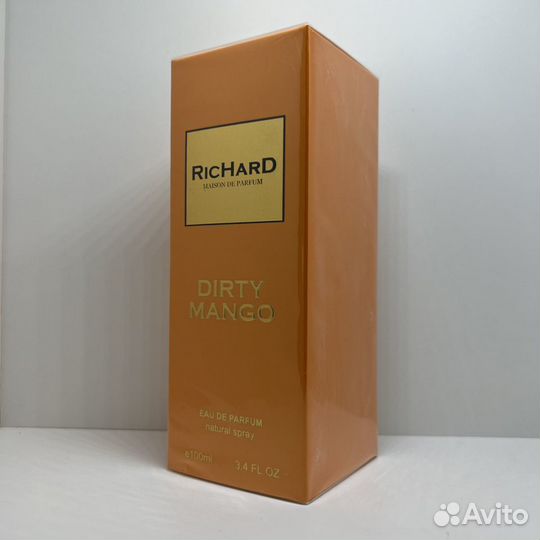 RICHARD
MAISON DE PARFUM
DIRTY
MANGO
EAU DE PARFUM
natural spray
e100ml 3.4 FL.OZ
Avito